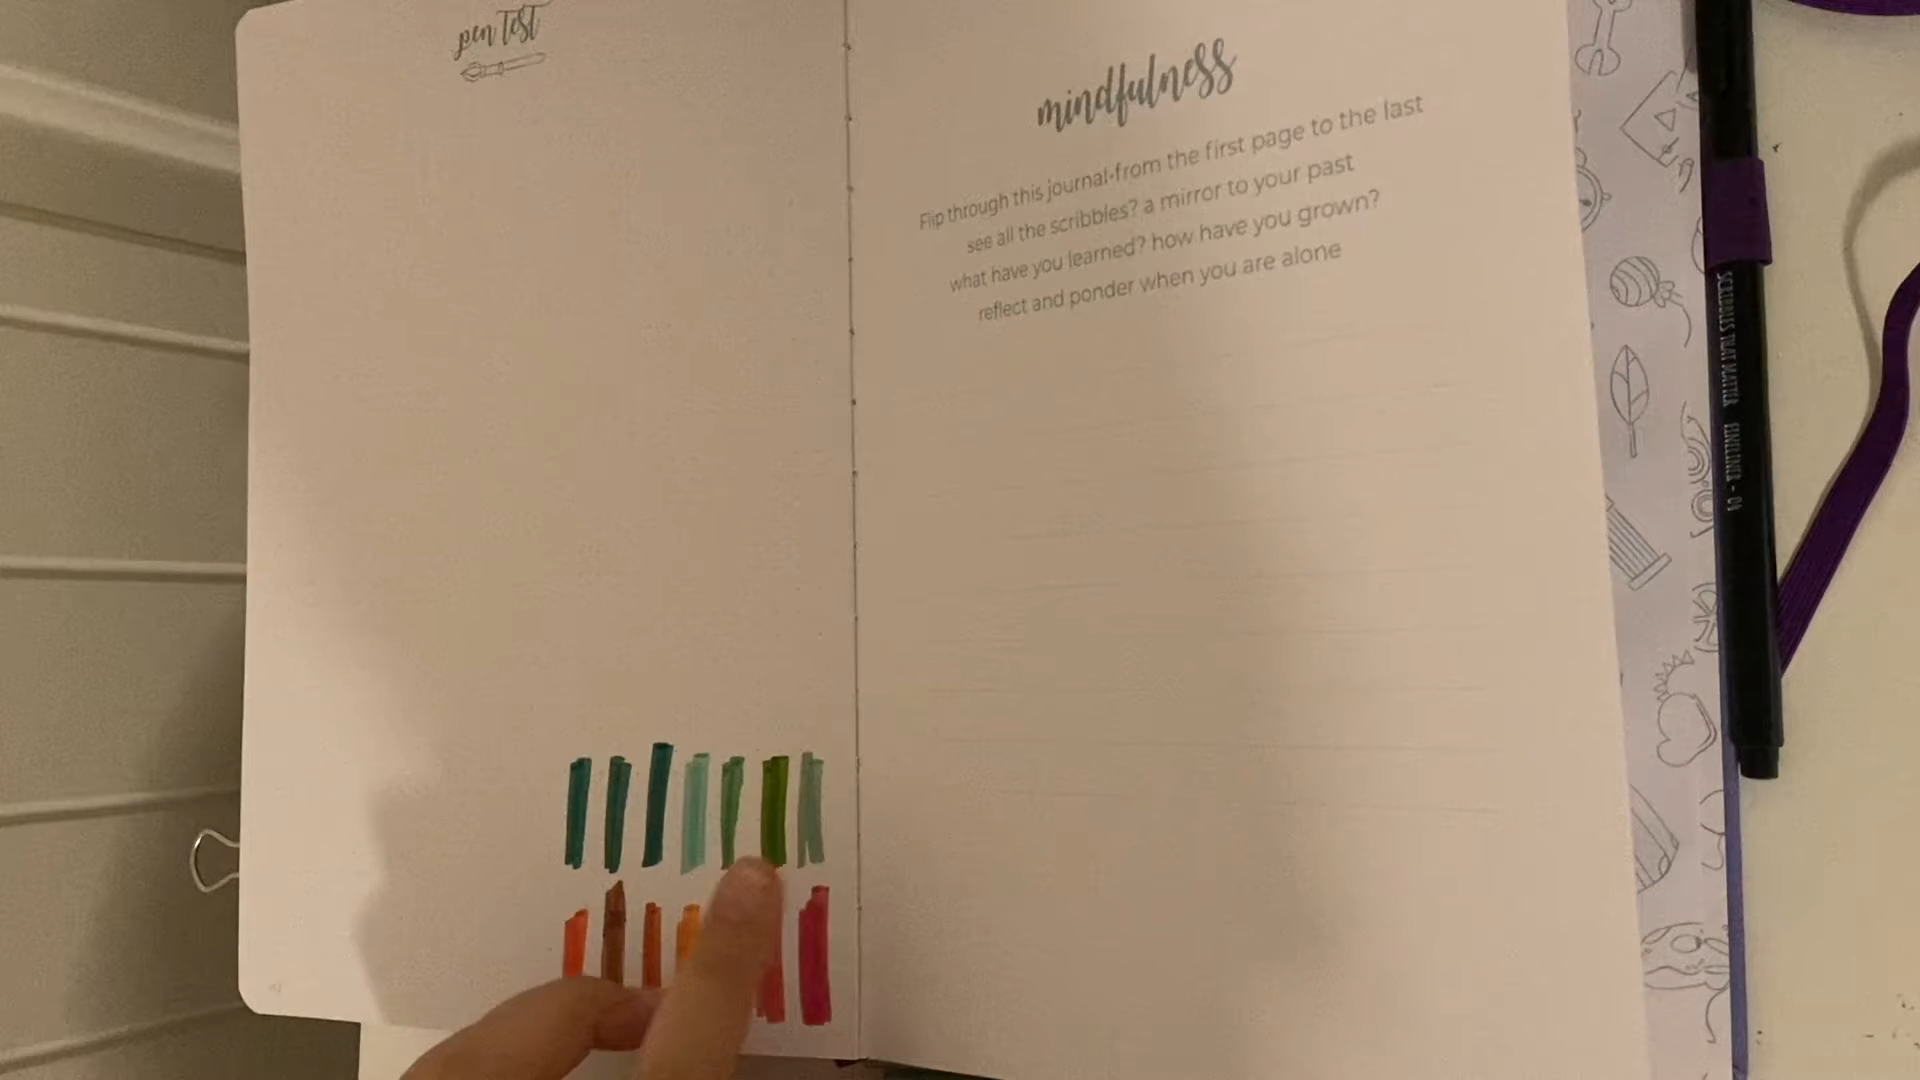 pen test
mindfulness
Flip through this journal-from the first page to the last
see all the scribbles? a mirror to your past
what have you learned? how have you grown?
reflect and ponder when you are alone
SCRIBBLES THAT MATTER FINELINER - 08